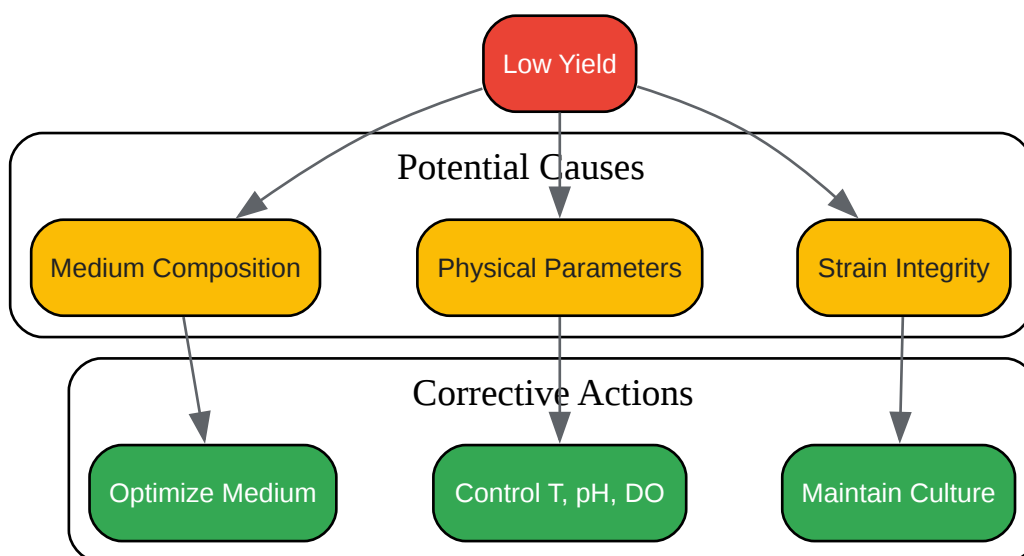 Low Yield
Potential Causes
Medium Composition
Physical Parameters
Strain Integrity
Corrective Actions
Optimize Medium
Control T, pH, DO
Maintain Culture